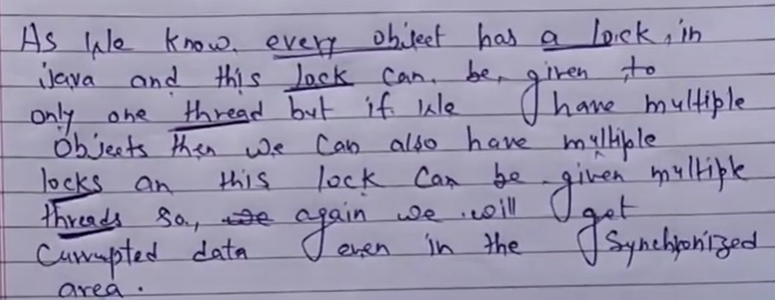 As We know, every object has a lock, in
java and this lock can be given to
only one thread but if We have multiple
Objects then we can also have multiple
locks an this lock can be given multiple
threads so, we again we will get
Currupted data even in the Synchronized
area.